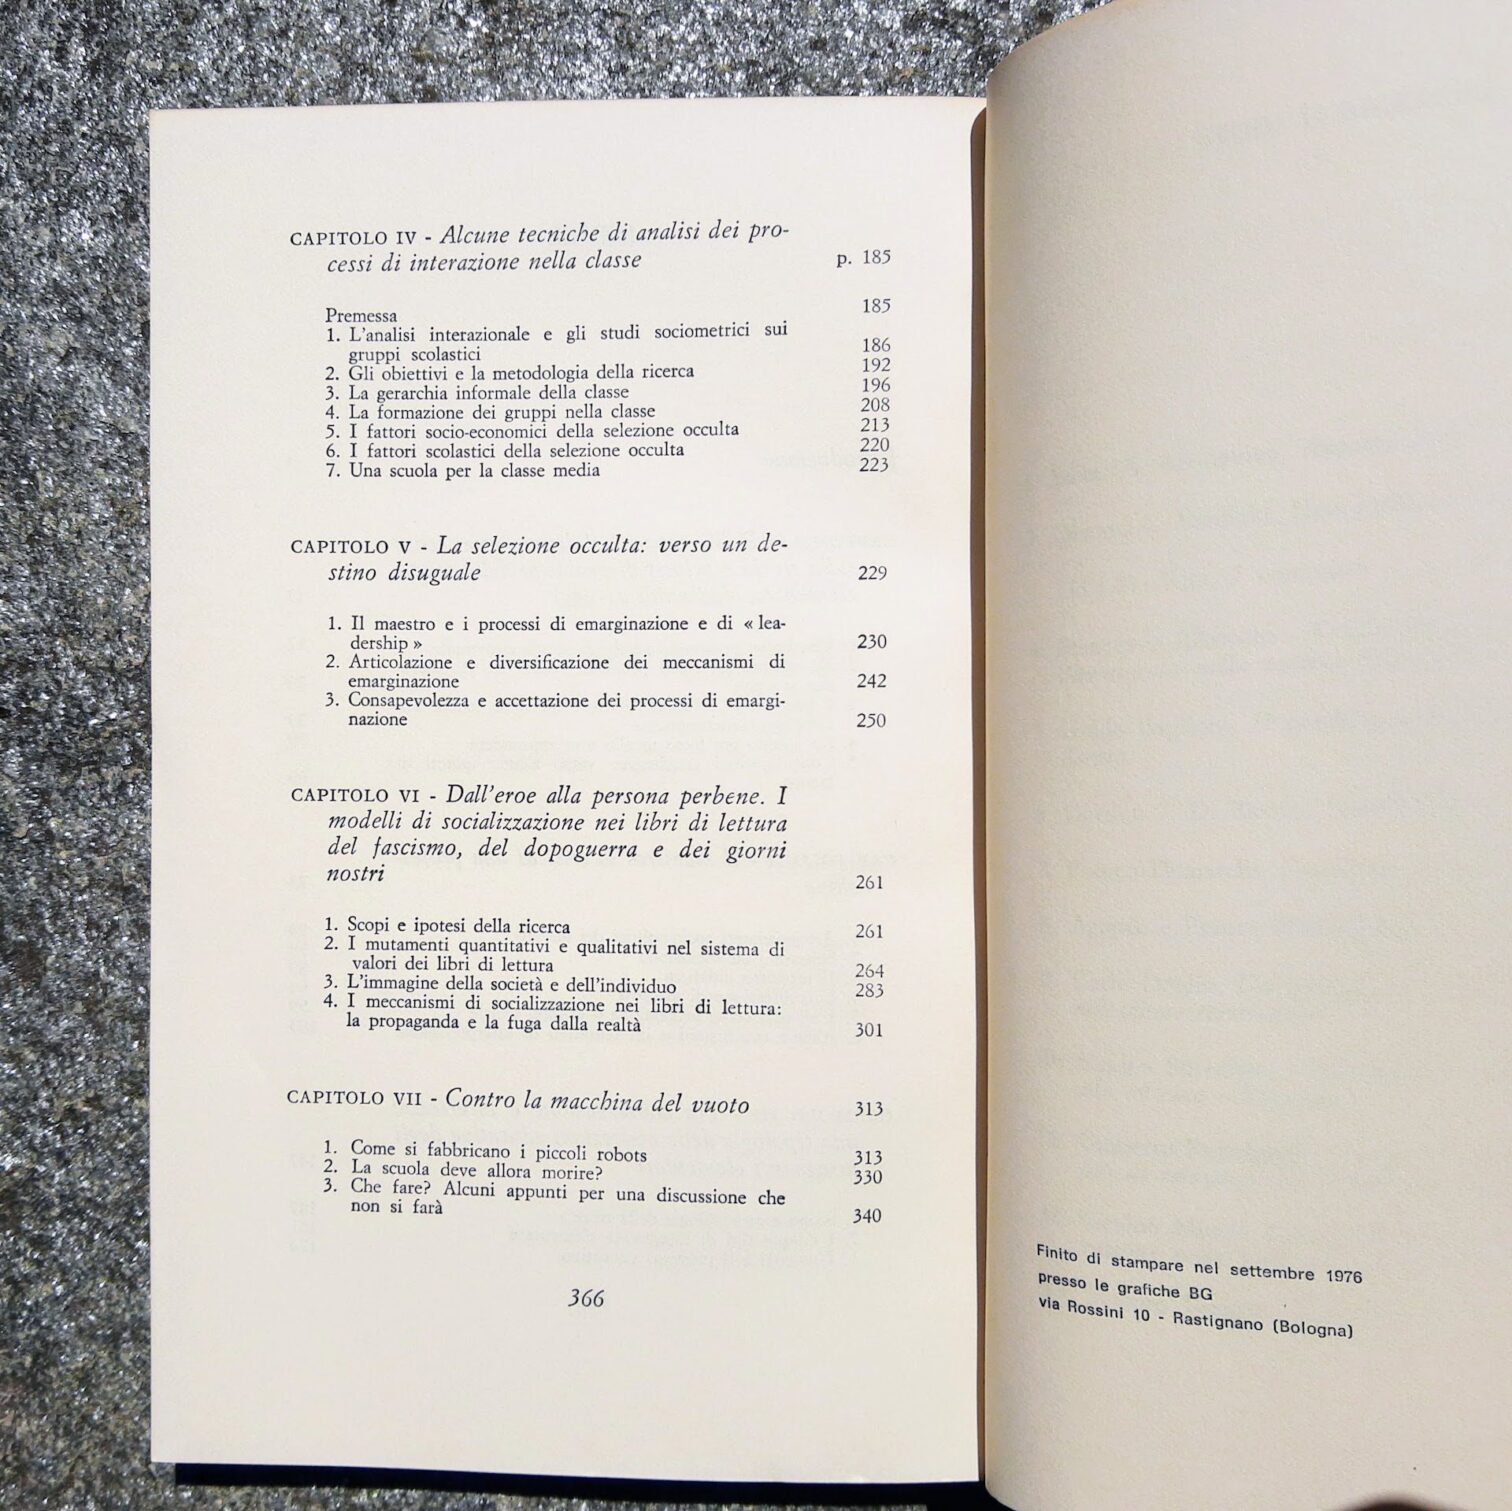 CAPITOLO IV - Alcune tecniche di analisi dei pro-
cessi di interazione nella classe p. 185
Premessa 185
1. L'analisi interazionale e gli studi sociometrici sui
gruppi scolastici 186
2. Gli obiettivi e la metodologia della ricerca 192
3. La gerarchia informale della classe 196
4. La formazione dei gruppi nella classe 208
5. I fattori socio-economici della selezione occulta 213
6. I fattori scolastici della selezione occulta 220
7. Una scuola per la classe media 223
CAPITOLO V - La selezione occulta: verso un de-
stino disuguale 229
1. Il maestro e i processi di emarginazione e di « lea-
dership » 230
2. Articolazione e diversificazione dei meccanismi di
emarginazione 242
3. Consapevolezza e accettazione dei processi di emargi-
nazione 250
CAPITOLO VI - Dall'eroe alla persona perbene. I
modelli di socializzazione nei libri di lettura
del fascismo, del dopoguerra e dei giorni
nostri 261
1. Scopi e ipotesi della ricerca 261
2. I mutamenti quantitativi e qualitativi nel sistema di
valori dei libri di lettura 264
3. L'immagine della società e dell'individuo 283
4. I meccanismi di socializzazione nei libri di lettura:
la propaganda e la fuga dalla realtà 301
CAPITOLO VII - Contro la macchina del vuoto 313
1. Come si fabbricano i piccoli robots 313
2. La scuola deve allora morire? 330
3. Che fare? Alcuni appunti per una discussione che
non si farà 340
366
Finito di stampare nel settembre 1976
presso le grafiche BG
via Rossini 10 - Rastignano (Bologna)